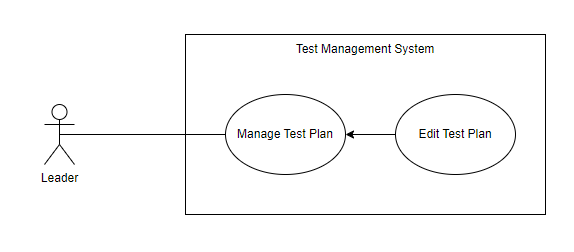 Test Management System
Manage Test Plan
Edit Test Plan
Leader